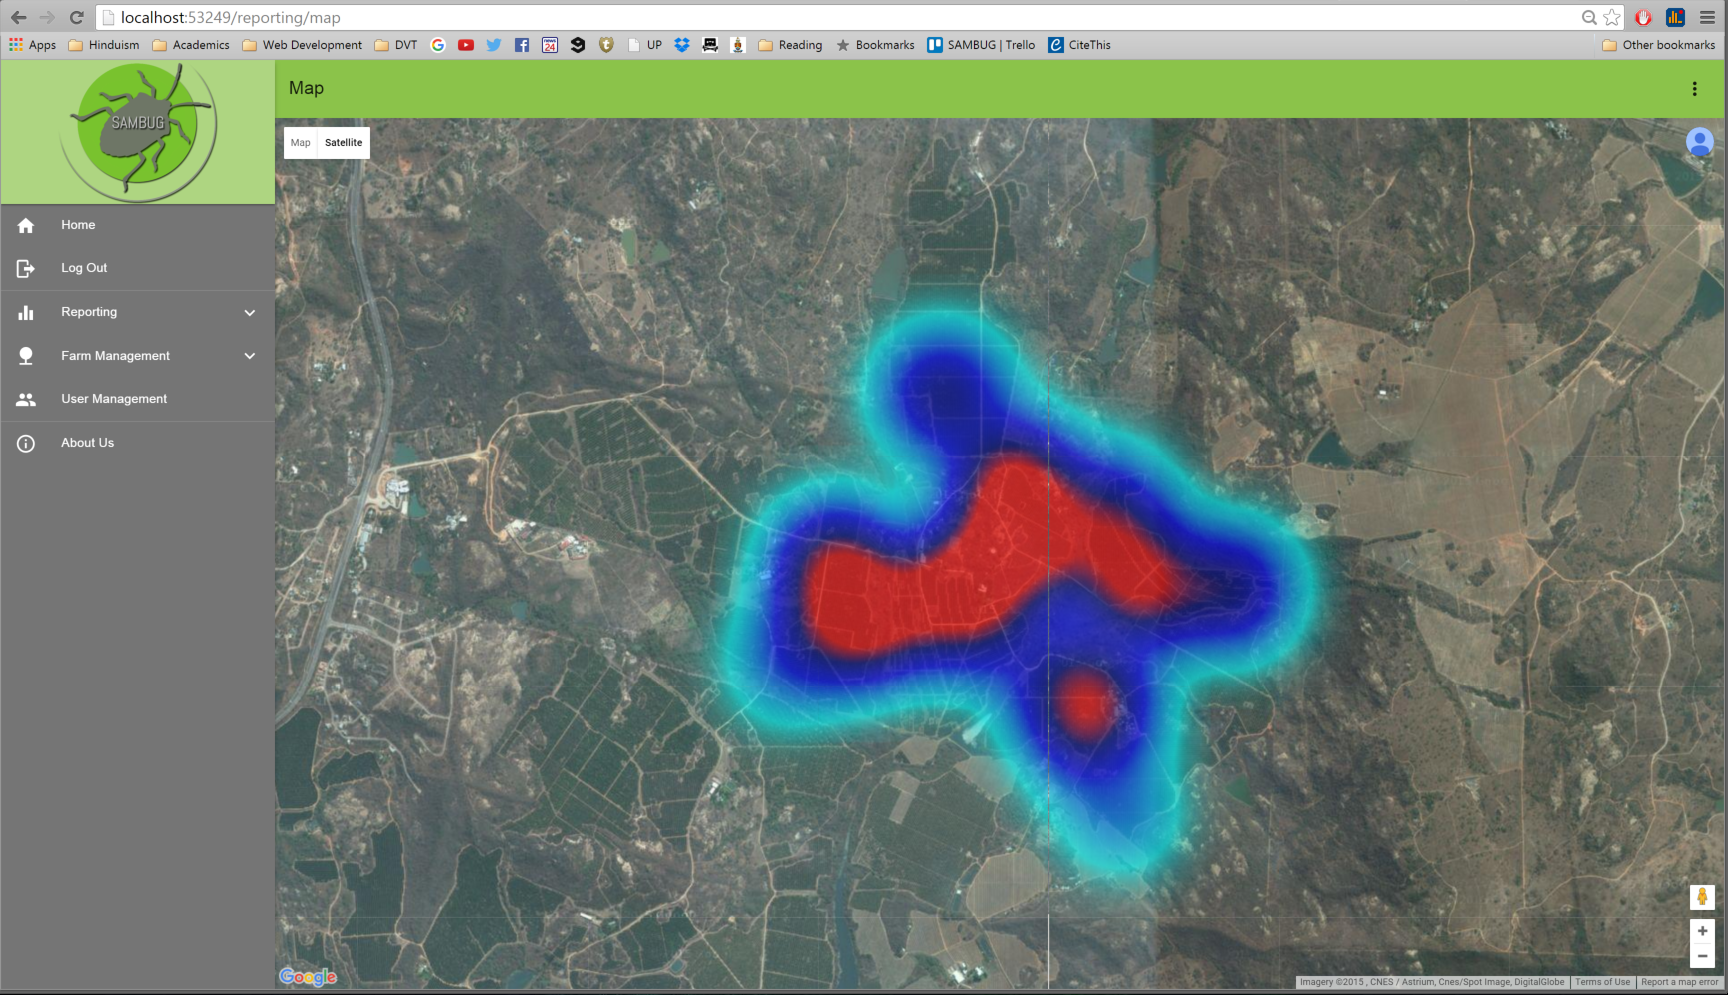 localhost:53249/reporting/map
Apps Hinduism Academics Web Development DVT news 24 UP Reading Bookmarks SAMBUG | Trello CiteThis Other bookmarks
SAMBUG
Map
Map Satellite
Home
Log Out
Reporting
Farm Management
User Management
About Us
Google
Imagery ©2015 , CNES / Astrium, Cnes/Spot Image, DigitalGlobe Terms of Use Report a map error